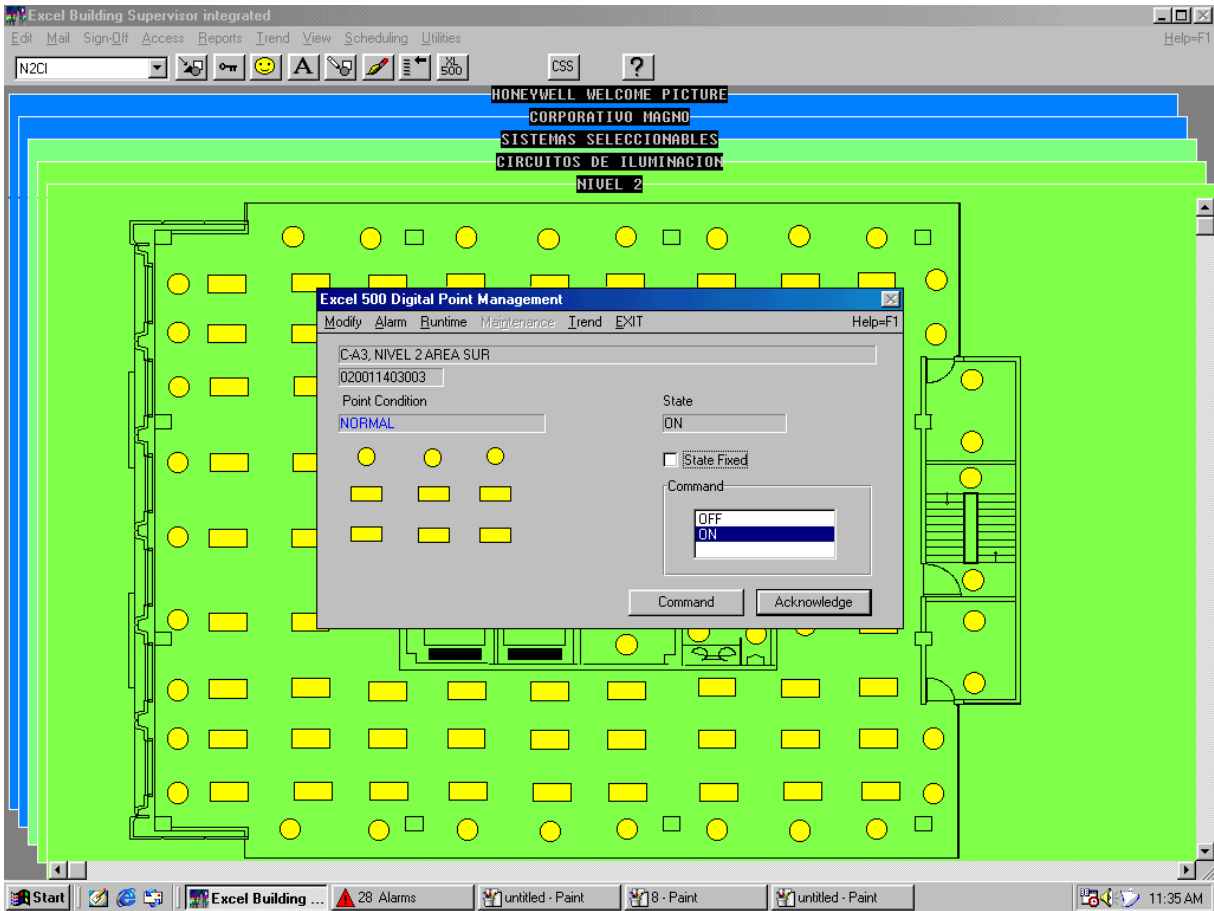 Excel Building Supervisor integrated
Edit Mail Sign-Off Access Reports Trend View Scheduling Utilities Help=F1
N2CI A XL 500 CSS ?
HONEYWELL WELCOME PICTURE
CORPORATIVO MAGNO
SISTEMAS SELECCIONABLES
CIRCUITOS DE ILUMINACION
NIVEL 2
Excel 500 Digital Point Management
Modify Alarm Runtime Maintenance Trend EXIT Help=F1
C-A3, NIVEL 2 AREA SUR
020011403003
Point Condition State
NORMAL ON
State Fixed
Command
OFF
ON
Command Acknowledge
Start Excel Building ... 28 Alarms untitled - Paint 8 - Paint untitled - Paint 11:35 AM